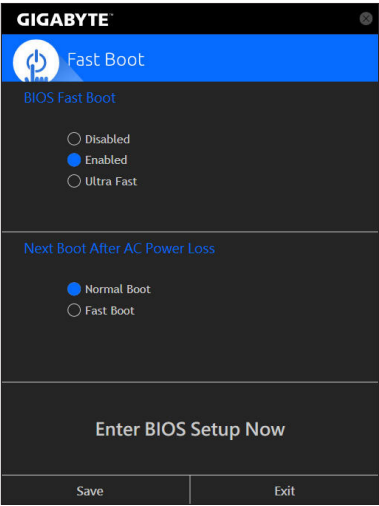 GIGABYTE™
Fast Boot
BIOS Fast Boot
Disabled
Enabled
Ultra Fast
Next Boot After AC Power Loss
Normal Boot
Fast Boot
Enter BIOS Setup Now
Save Exit